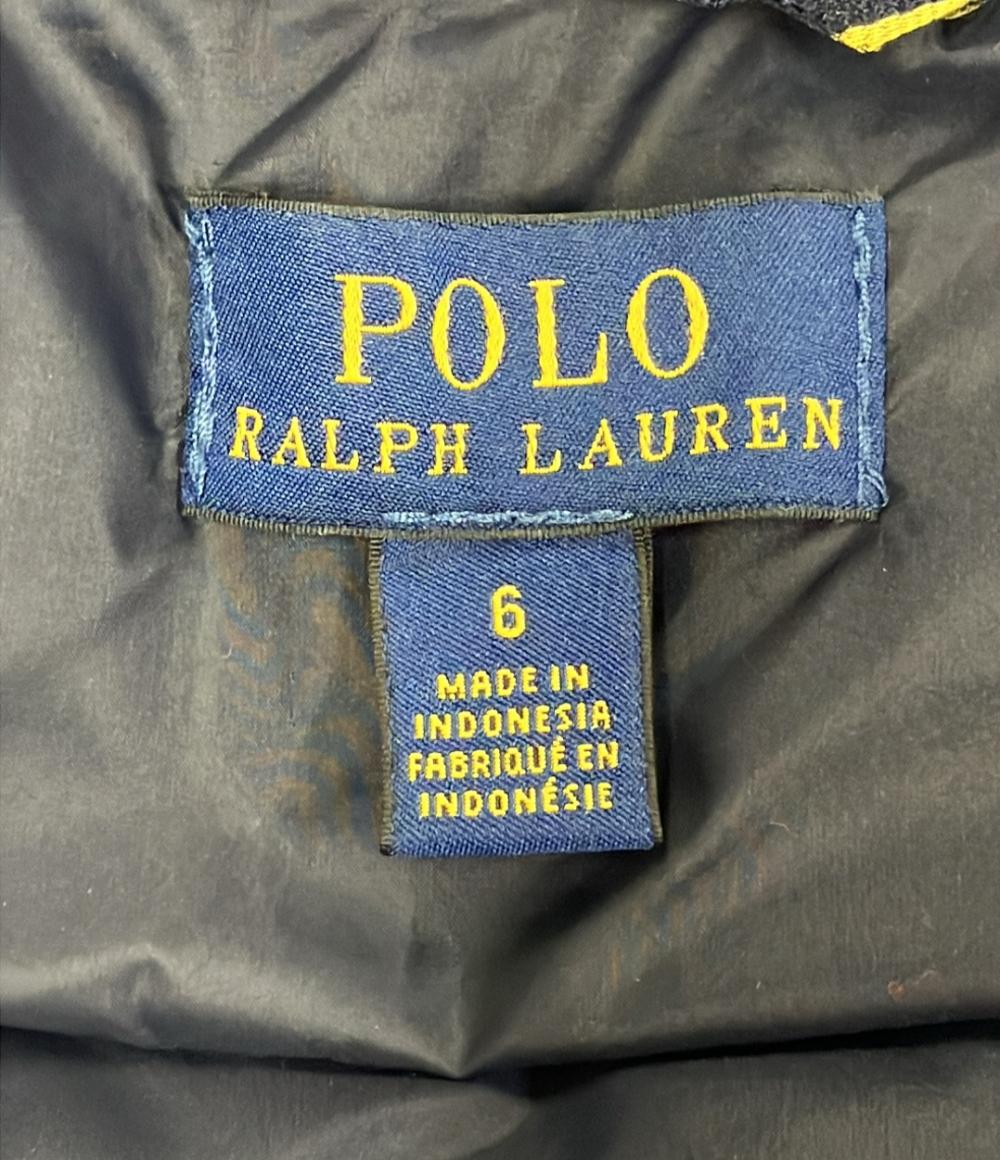 POLO
RALPH LAUREN
6
MADE IN
INDONESIA
FABRIQUÉ EN
INDONÉSIE